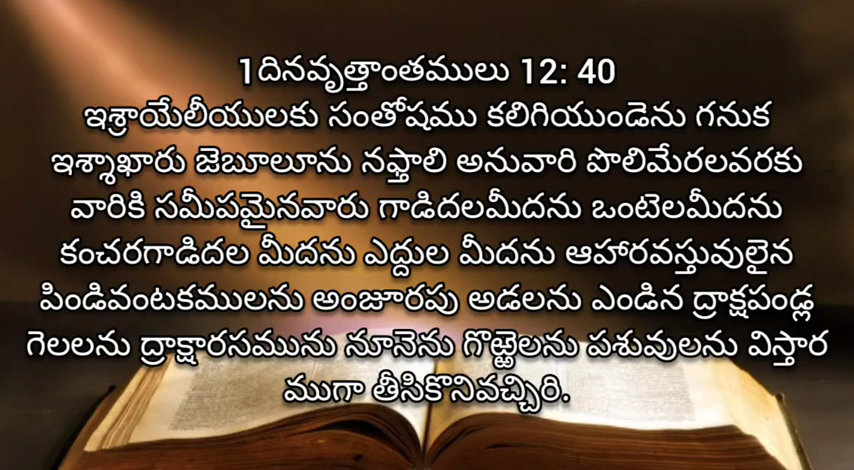 1దినవృత్తాంతములు 12: 40
ఇశ్రాయేలీయులకు సంతోషము కలిగియుండెను గనుక
ఇశ్శాఖారు జెబూలూను నఫ్తాలి అనువారి పొలిమేరలవరకు
వారికి సమీపమైనవారు గాడిదలమీదను ఒంటెలమీదను
కంచరగాడిదల మీదను ఎద్దుల మీదను ఆహారవస్తువులైన
పిండివంటకములను అంజూరపు అడలను ఎండిన ద్రాక్షపండ్ల
గెలలను ద్రాక్షారసమును నూనెను గొఱ్ఱెలను పశువులను విస్తార
ముగా తీసికొనివచ్చిరి.